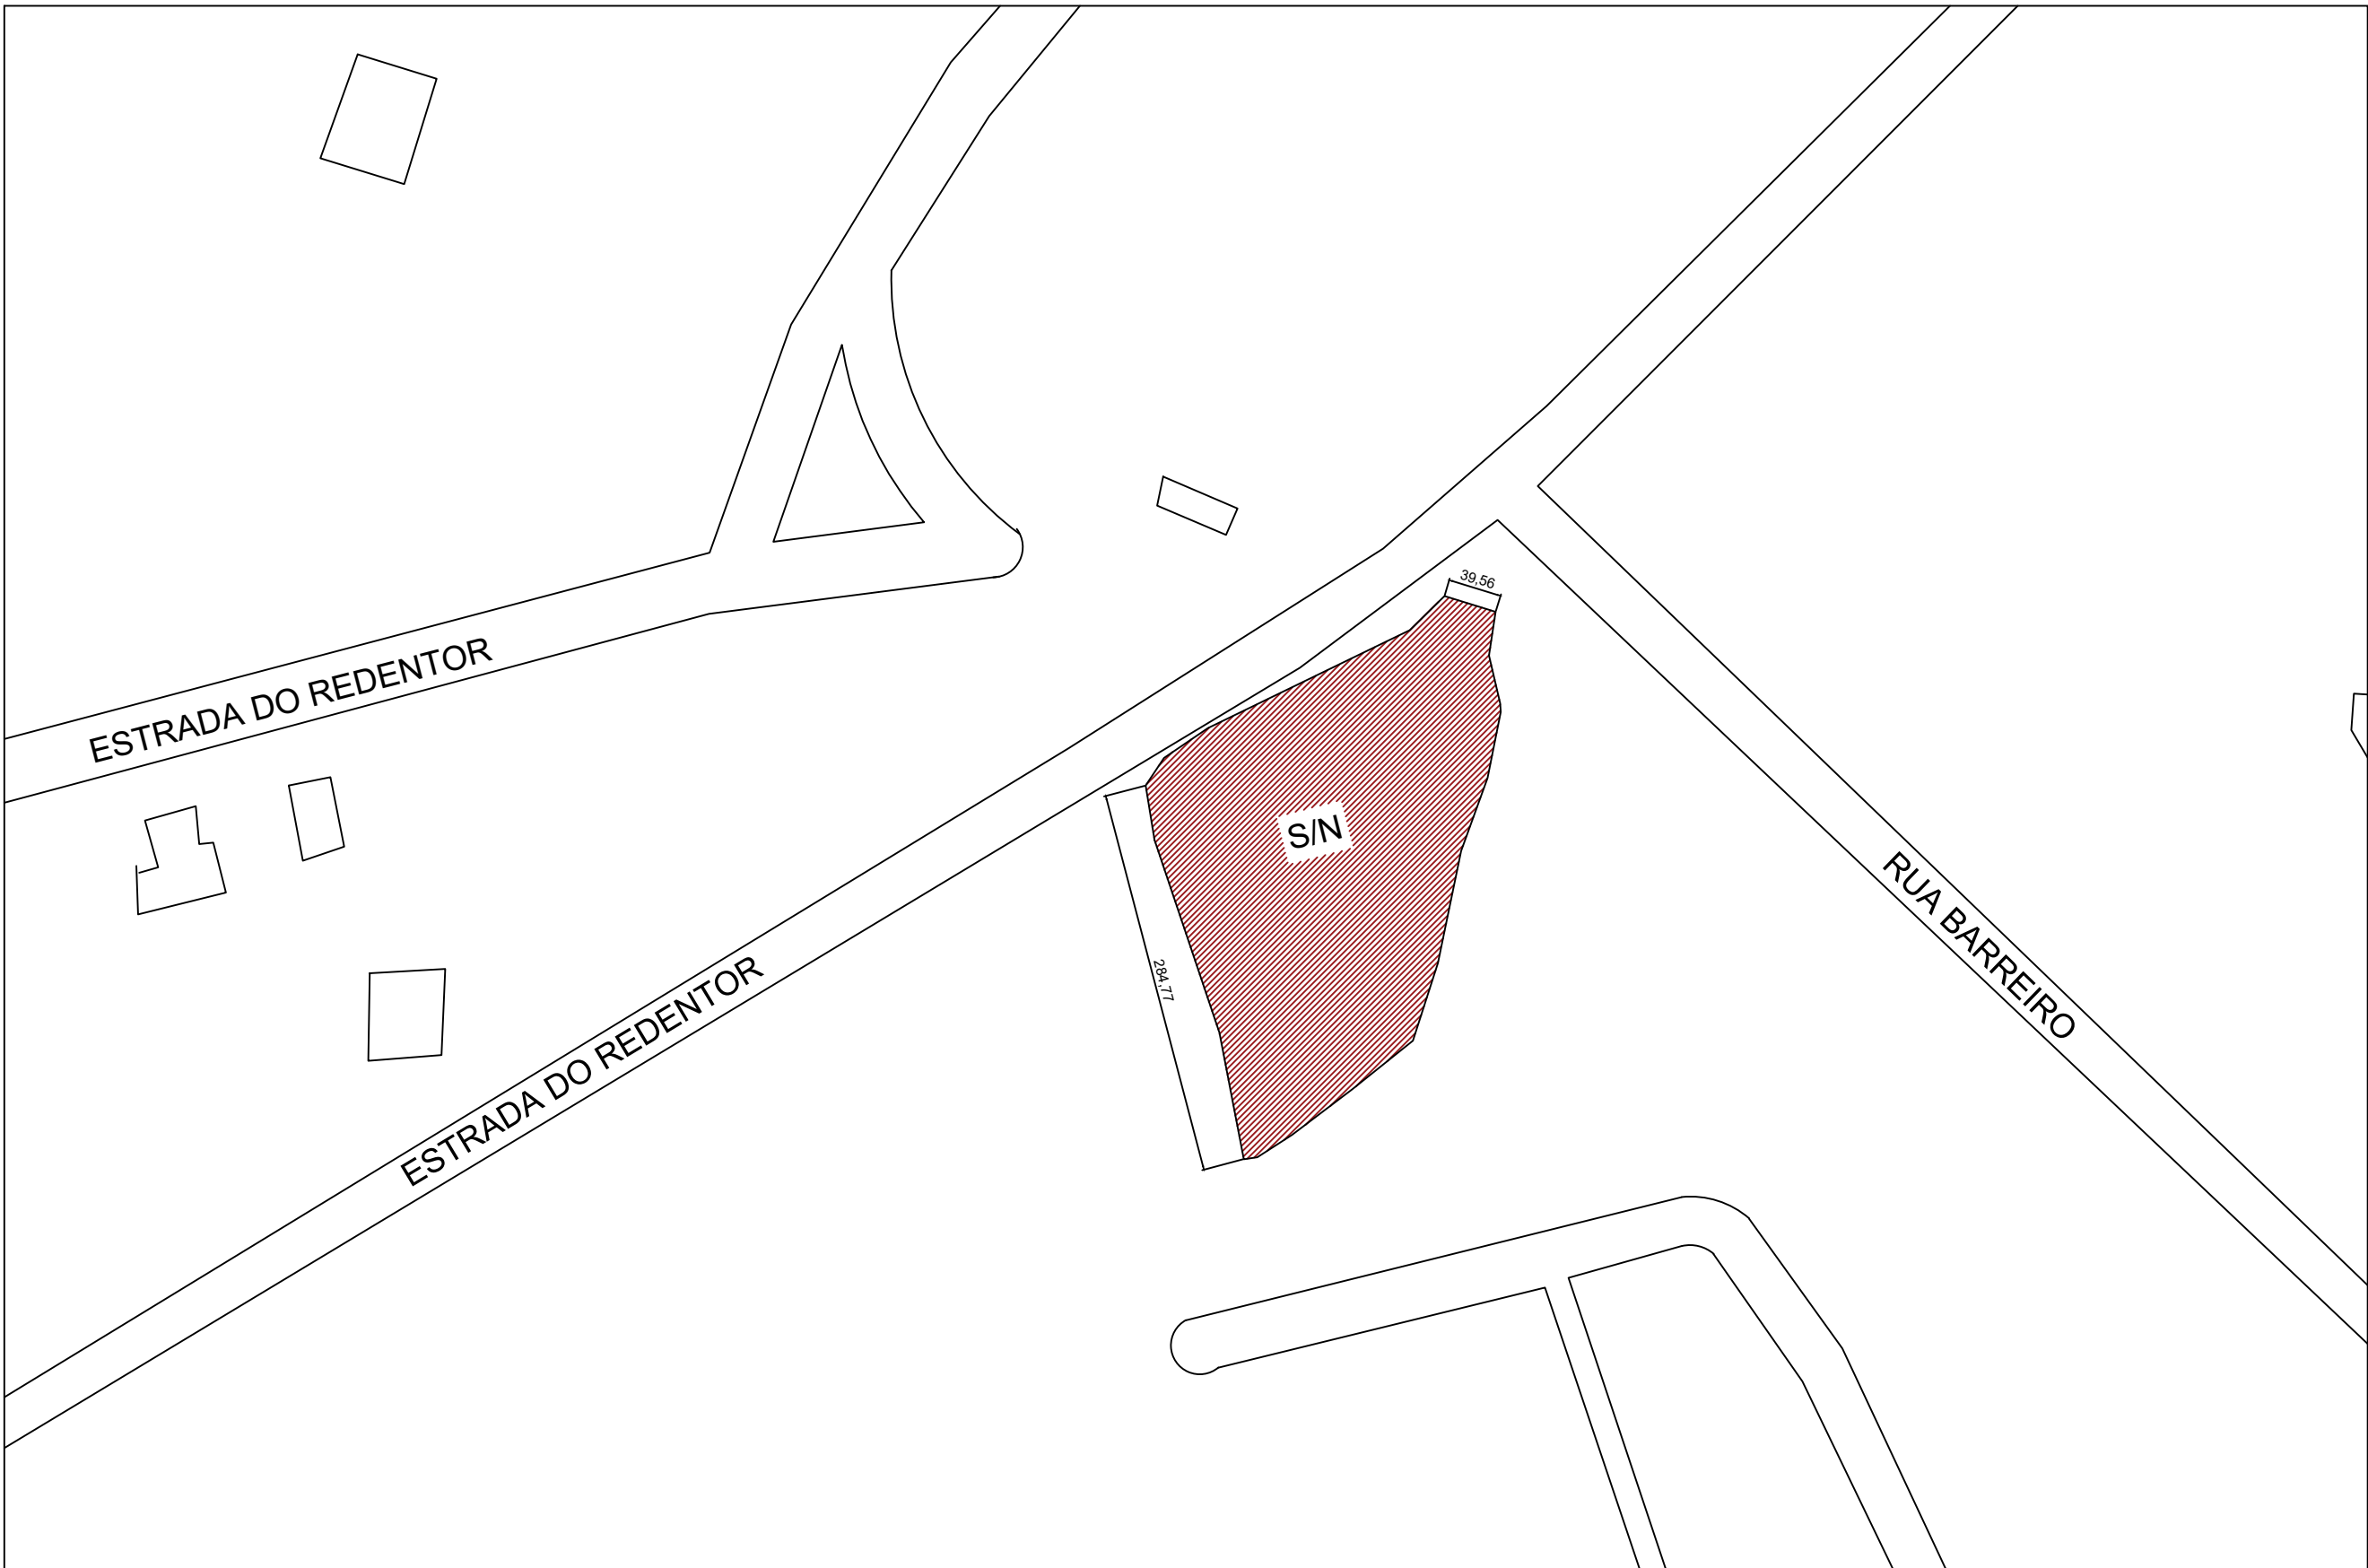 39,56
ESTRADA DO REDENTOR
S/N
RUA BARREIRO
284,77
ESTRADA DO REDENTOR